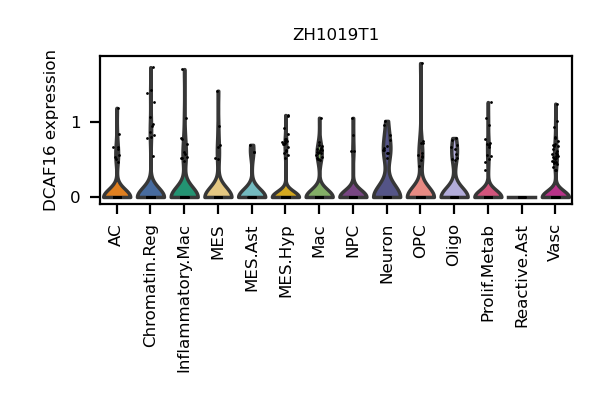 ZH1019T1
DCAF16 expression
1
0
AC
Chromatin.Reg
Inflammatory.Mac
MES
MES.Ast
MES.Hyp
Mac
NPC
Neuron
OPC
Oligo
Prolif.Metab
Reactive.Ast
Vasc